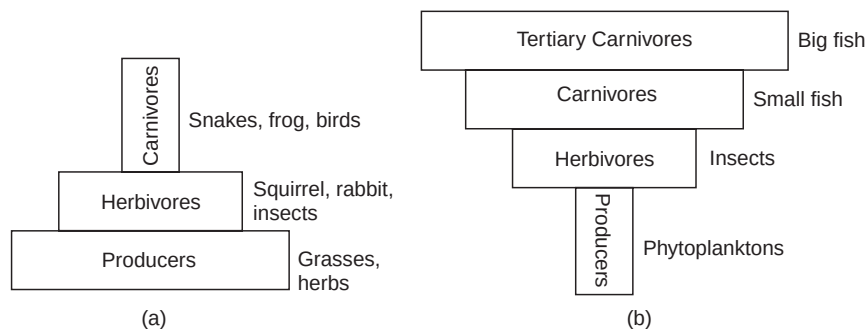 Carnivores
Snakes, frog, birds
Herbivores
Squirrel, rabbit,
insects
Producers
Grasses,
herbs
(a)
Tertiary Carnivores
Big fish
Carnivores
Small fish
Herbivores
Insects
Producers
Phytoplanktons
(b)